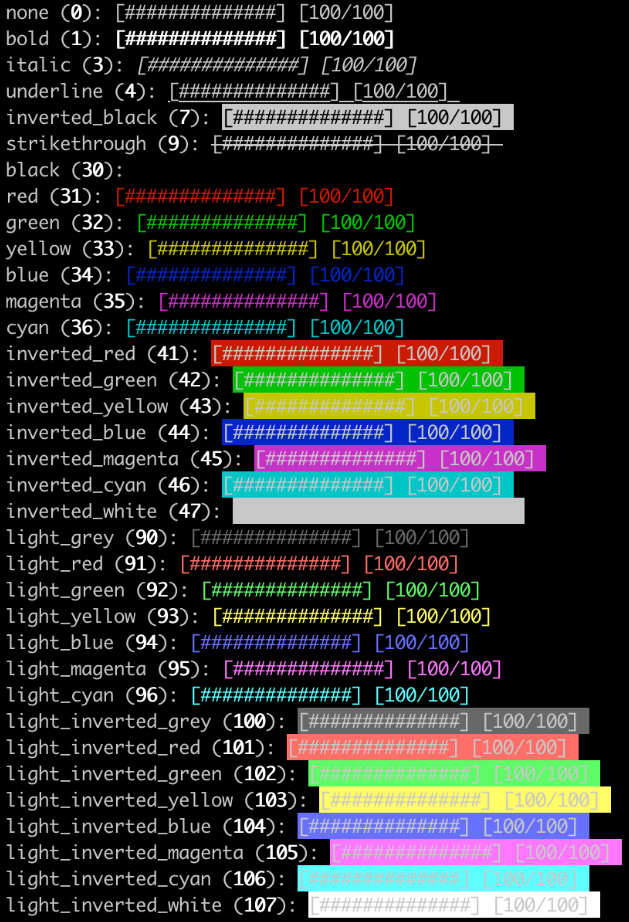 none (0): [##############] [100/100]
bold (1): [##############] [100/100]
italic (3): [##############] [100/100]
underline (4): [##############] [100/100]
inverted_black (7): [##############] [100/100]
strikethrough (9): [##############] [100/100]
black (30):
red (31): [##############] [100/100]
green (32): [##############] [100/100]
yellow (33): [##############] [100/100]
blue (34): [##############] [100/100]
magenta (35): [##############] [100/100]
cyan (36): [##############] [100/100]
inverted_red (41): [##############] [100/100]
inverted_green (42): [##############] [100/100]
inverted_yellow (43): [##############] [100/100]
inverted_blue (44): [##############] [100/100]
inverted_magenta (45): [##############] [100/100]
inverted_cyan (46): [##############] [100/100]
inverted_white (47):
light_grey (90): [##############] [100/100]
light_red (91): [##############] [100/100]
light_green (92): [##############] [100/100]
light_yellow (93): [##############] [100/100]
light_blue (94): [##############] [100/100]
light_magenta (95): [##############] [100/100]
light_cyan (96): [##############] [100/100]
light_inverted_grey (100): [##############] [100/100]
light_inverted_red (101): [##############] [100/100]
light_inverted_green (102): [##############] [100/100]
light_inverted_yellow (103): [##############] [100/100]
light_inverted_blue (104): [##############] [100/100]
light_inverted_magenta (105): [##############] [100/100]
light_inverted_cyan (106): [##############] [100/100]
light_inverted_white (107): [##############] [100/100]